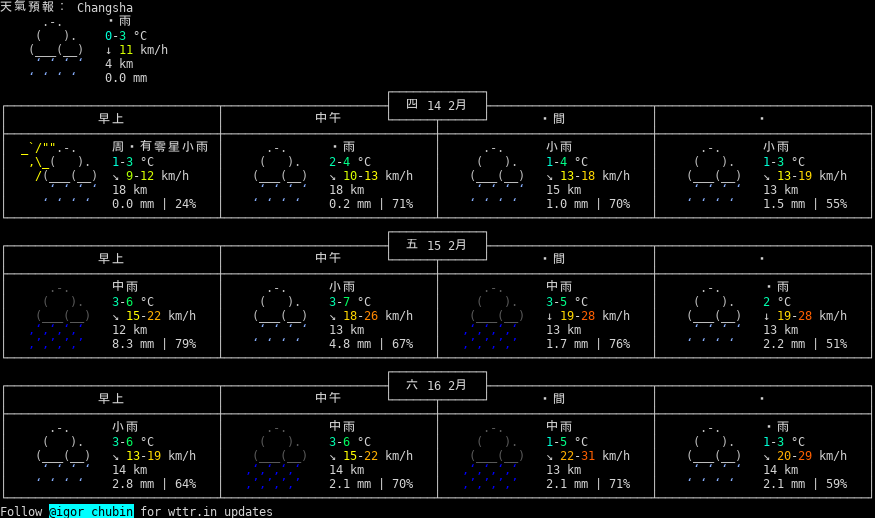 天氣預報： Changsha
・雨
0-3 °C
↓ 11 km/h
4 km
0.0 mm
四 14 2月
早上 中午 ・間 ・
周・有零星小雨 ・雨 小雨 小雨
1-3 °C 2-4 °C 1-4 °C 1-3 °C
↘ 9-12 km/h ↘ 10-13 km/h ↘ 13-18 km/h ↘ 13-19 km/h
18 km 18 km 15 km 13 km
0.0 mm | 24% 0.2 mm | 71% 1.0 mm | 70% 1.5 mm | 55%
五 15 2月
早上 中午 ・間 ・
中雨 小雨 中雨 ・雨
3-6 °C 3-7 °C 3-5 °C 2 °C
↘ 15-22 km/h ↘ 18-26 km/h ↓ 19-28 km/h ↓ 19-28 km/h
12 km 13 km 13 km 13 km
8.3 mm | 79% 4.8 mm | 67% 1.7 mm | 76% 2.2 mm | 51%
六 16 2月
早上 中午 ・間 ・
小雨 中雨 中雨 ・雨
3-6 °C 3-6 °C 1-5 °C 1-3 °C
↘ 13-19 km/h ↘ 15-22 km/h ↘ 22-31 km/h ↘ 20-29 km/h
14 km 14 km 13 km 14 km
2.8 mm | 64% 2.1 mm | 70% 2.1 mm | 71% 2.1 mm | 59%
Follow @igor_chubin for wttr.in updates